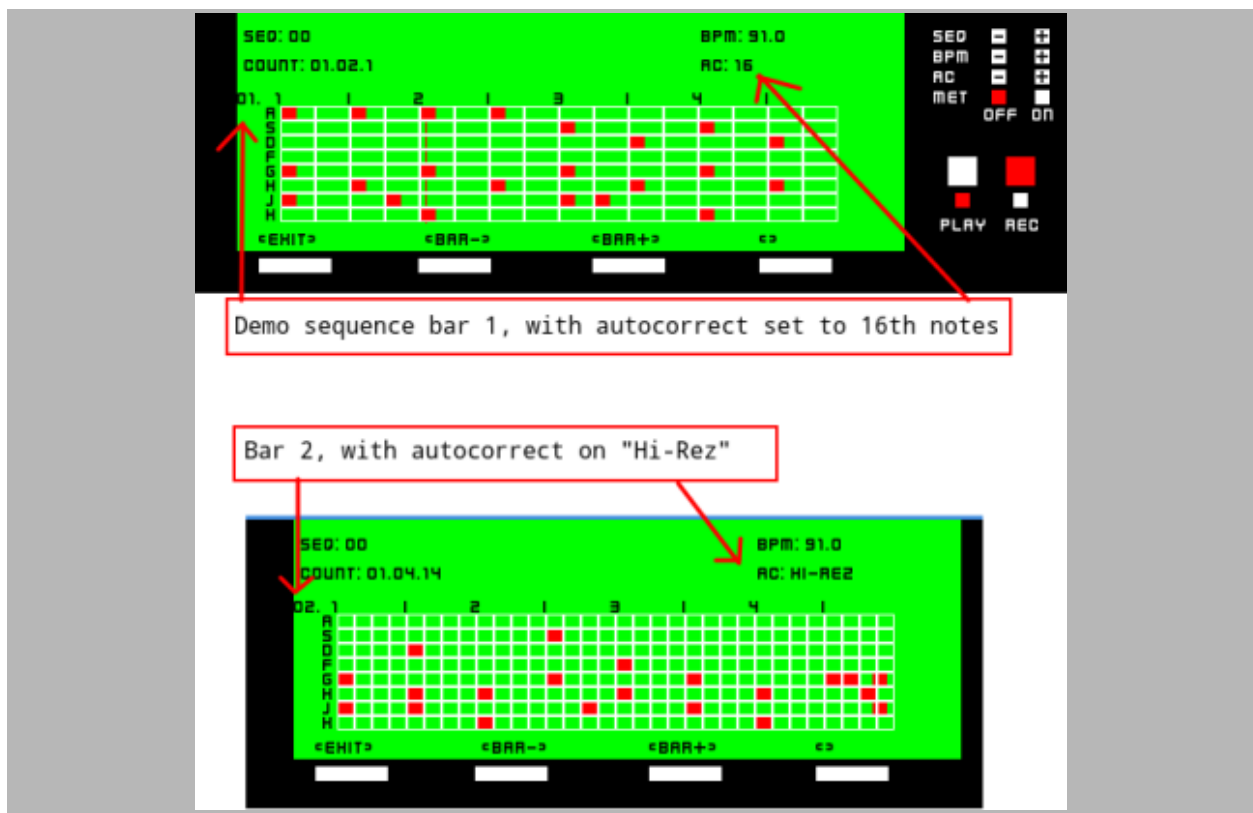 SEQ: 00
BPM: 91.0
COUNT: 01.02.1
AC: 16
01. 1 | 2 | 3 | 4 |
A
S
D
F
G
H
J
K
<EXIT> <BAR-> <BAR+> <>
SEQ - +
BPM - +
AC - +
MET
OFF ON
PLAY REC
Demo sequence bar 1, with autocorrect set to 16th notes
Bar 2, with autocorrect on "Hi-Rez"
SEQ: 00
BPM: 91.0
COUNT: 01.04.14
AC: HI-REZ
02. 1 | 2 | 3 | 4 |
A
S
D
F
G
H
J
K
<EXIT> <BAR-> <BAR+> <>